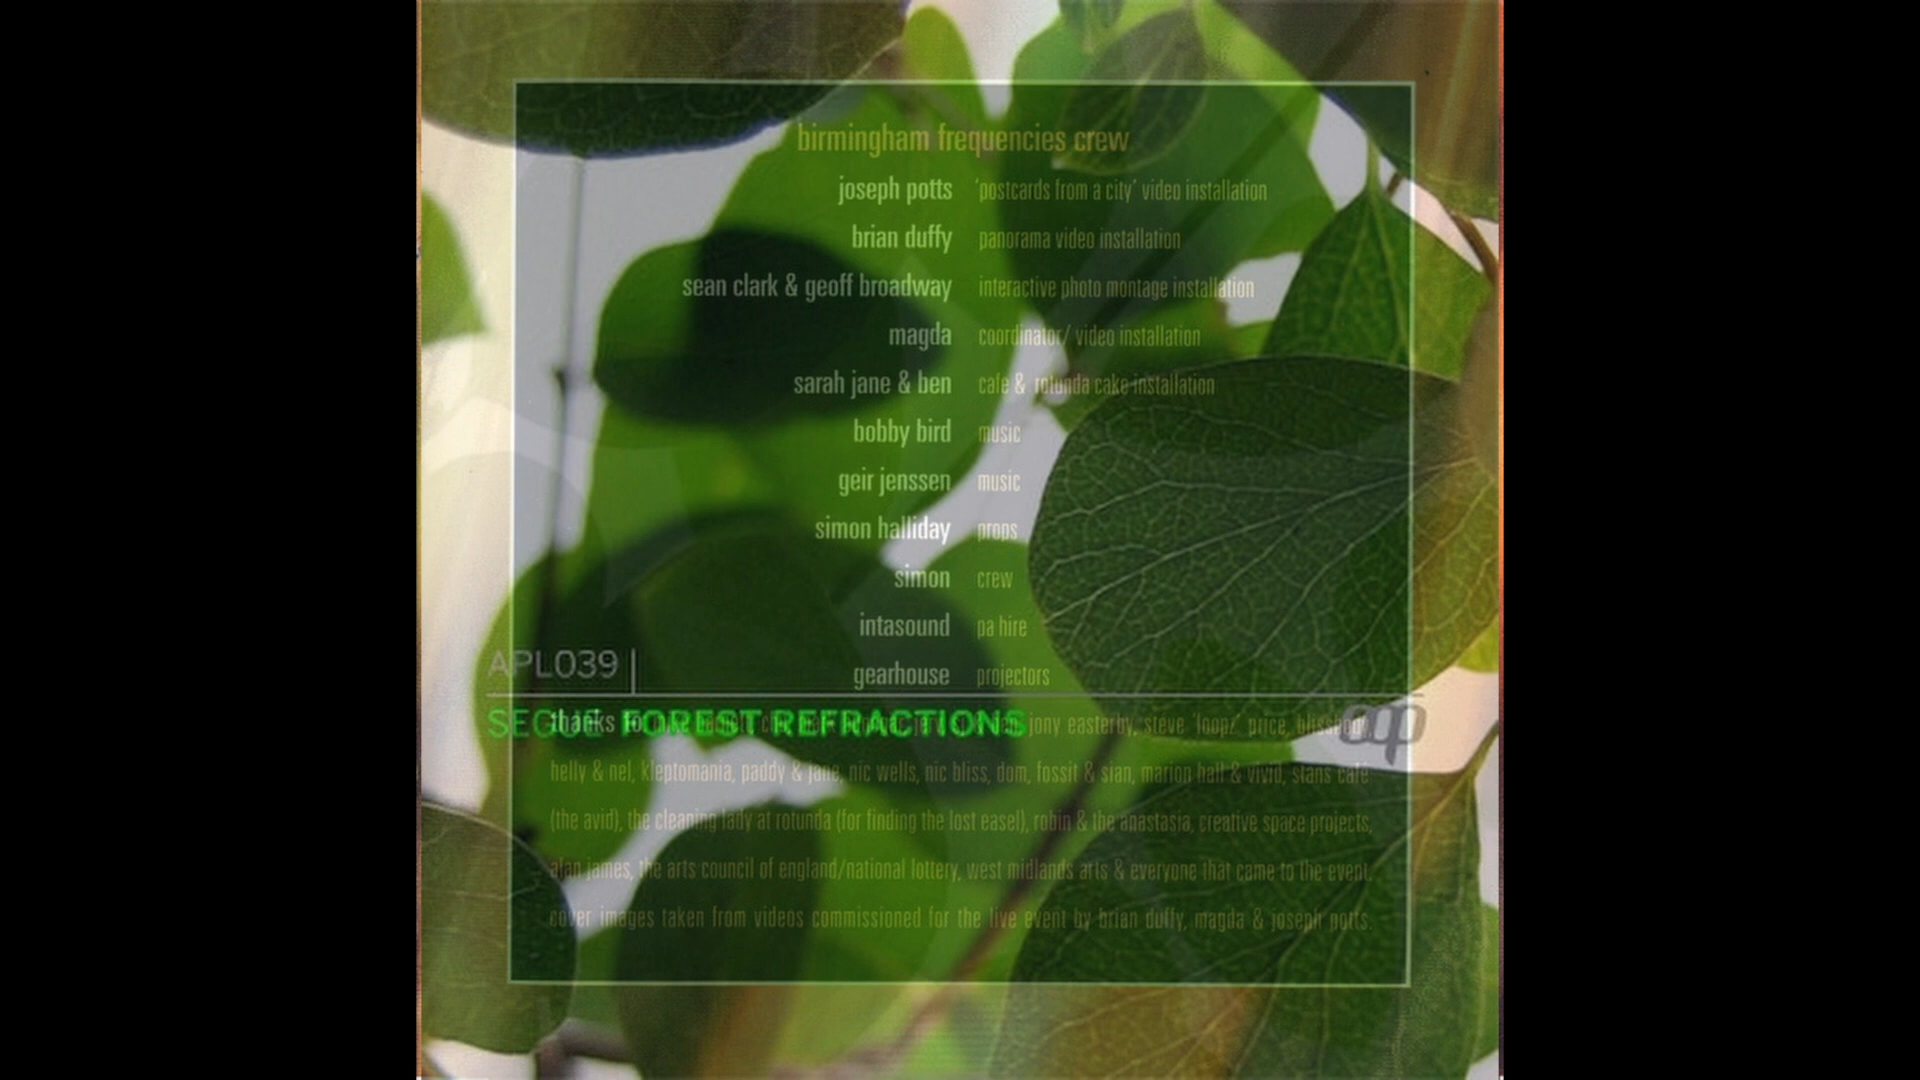 birmingham frequencies crew
joseph potts 'postcards from a city' video installation
brian duffy panorama video installation
sean clark & geoff broadway interactive photo montage installation
magda coordinator/ video installation
sarah jane & ben cafe & rotunda cake installation
bobby bird music
geir jenssen music
simon halliday props
simon crew
intasound pa hire
gearhouse projectors
APL039
SEGUE FOREST REFRACTIONS
aap
thanks to jony easterby, steve 'loopz' price, blissbody,
helly & nel, kleptomania, paddy & jane, nic wells, nic bliss, dom, fossit & sian, marion hall & vivid, stans cafe
(the avid), the cleaning lady at rotunda (for finding the lost easel), robin & the anastasia, creative space projects,
alan james, the arts council of england/national lottery, west midlands arts & everyone that came to the event.
cover images taken from videos commissioned for the live event by brian duffy, magda & joseph potts.